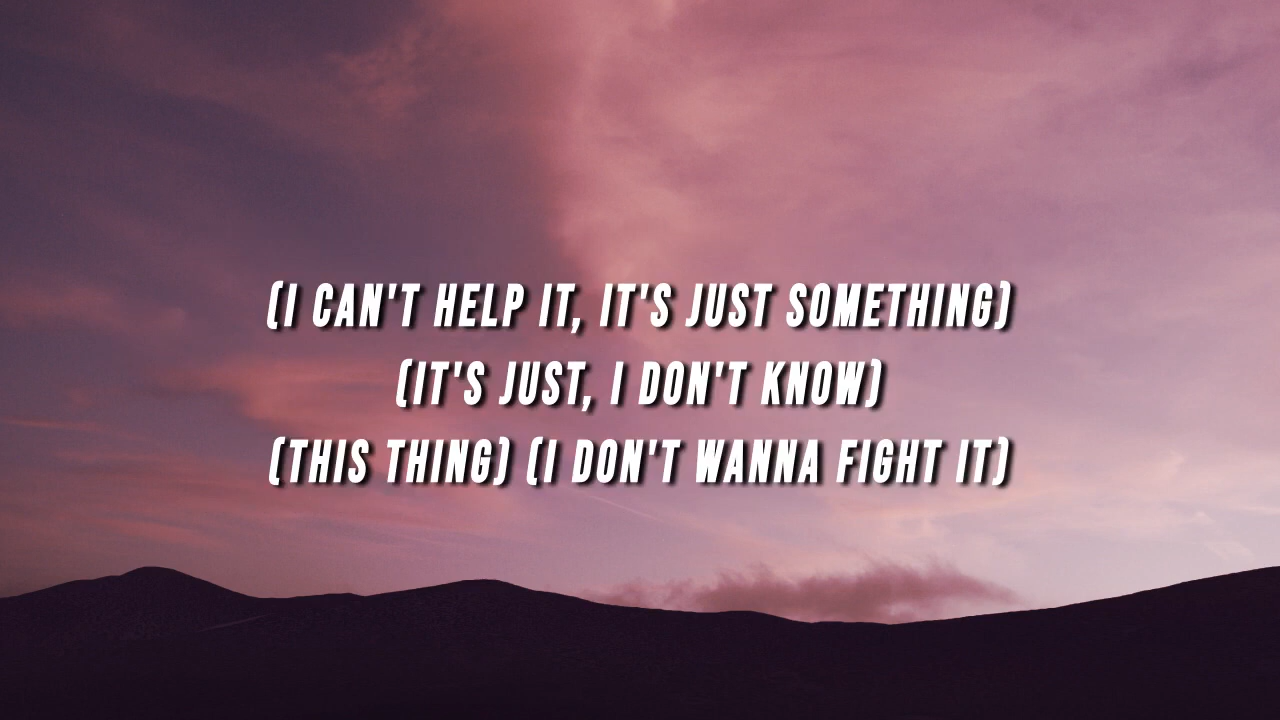 (I CAN'T HELP IT, IT'S JUST SOMETHING)
(IT'S JUST, I DON'T KNOW)
(THIS THING) (I DON'T WANNA FIGHT IT)